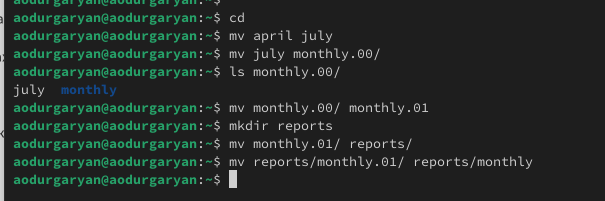 aodurgaryan@aodurgaryan:~$ cd
aodurgaryan@aodurgaryan:~$ mv april july
aodurgaryan@aodurgaryan:~$ mv july monthly.00/
aodurgaryan@aodurgaryan:~$ ls monthly.00/
july  monthly
aodurgaryan@aodurgaryan:~$ mv monthly.00/ monthly.01
aodurgaryan@aodurgaryan:~$ mkdir reports
aodurgaryan@aodurgaryan:~$ mv monthly.01/ reports/
aodurgaryan@aodurgaryan:~$ mv reports/monthly.01/ reports/monthly
aodurgaryan@aodurgaryan:~$